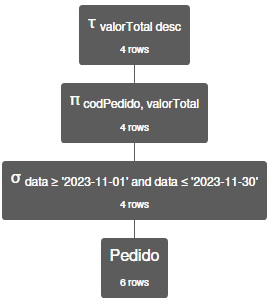 τ valorTotal desc
4 rows
π codPedido, valorTotal
4 rows
σ data ≥ '2023-11-01' and data ≤ '2023-11-30'
4 rows
Pedido
6 rows